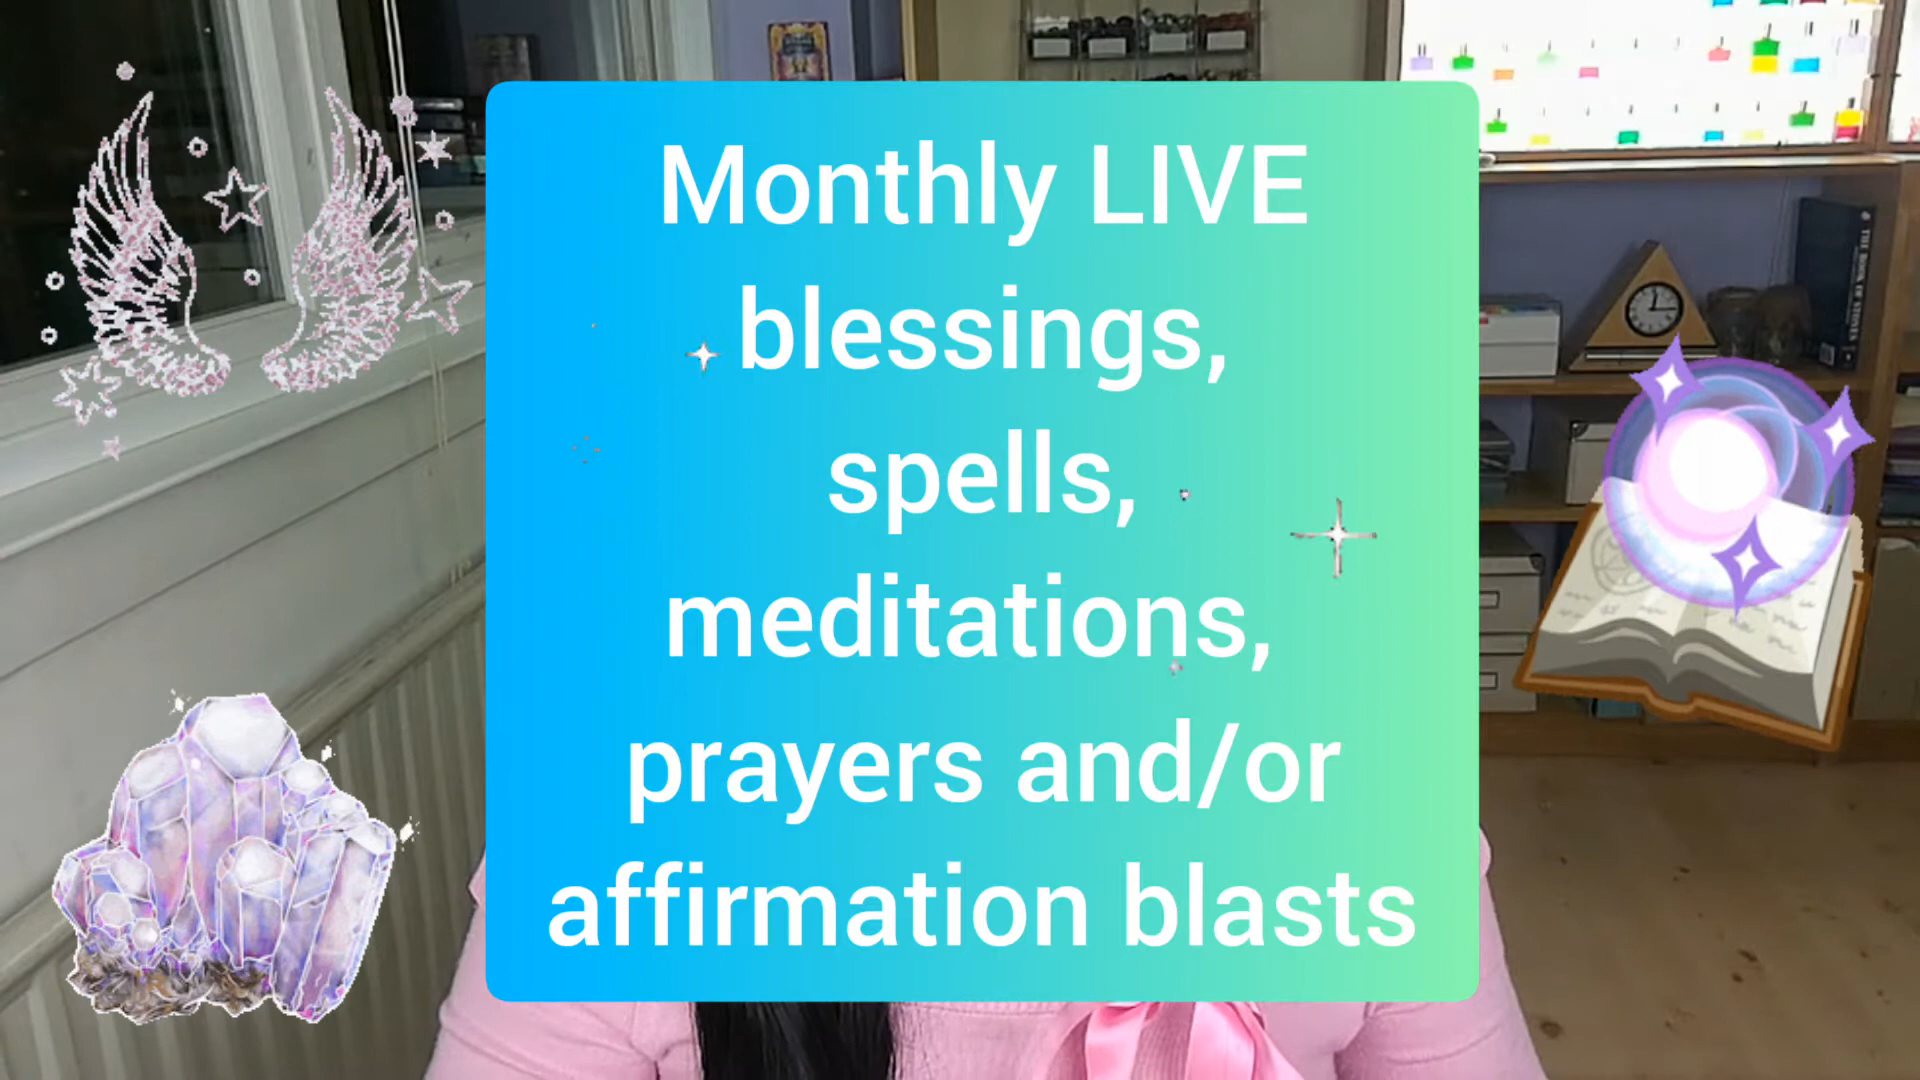 Monthly LIVE
blessings,
spells,
meditations,
prayers and/or
affirmation blasts